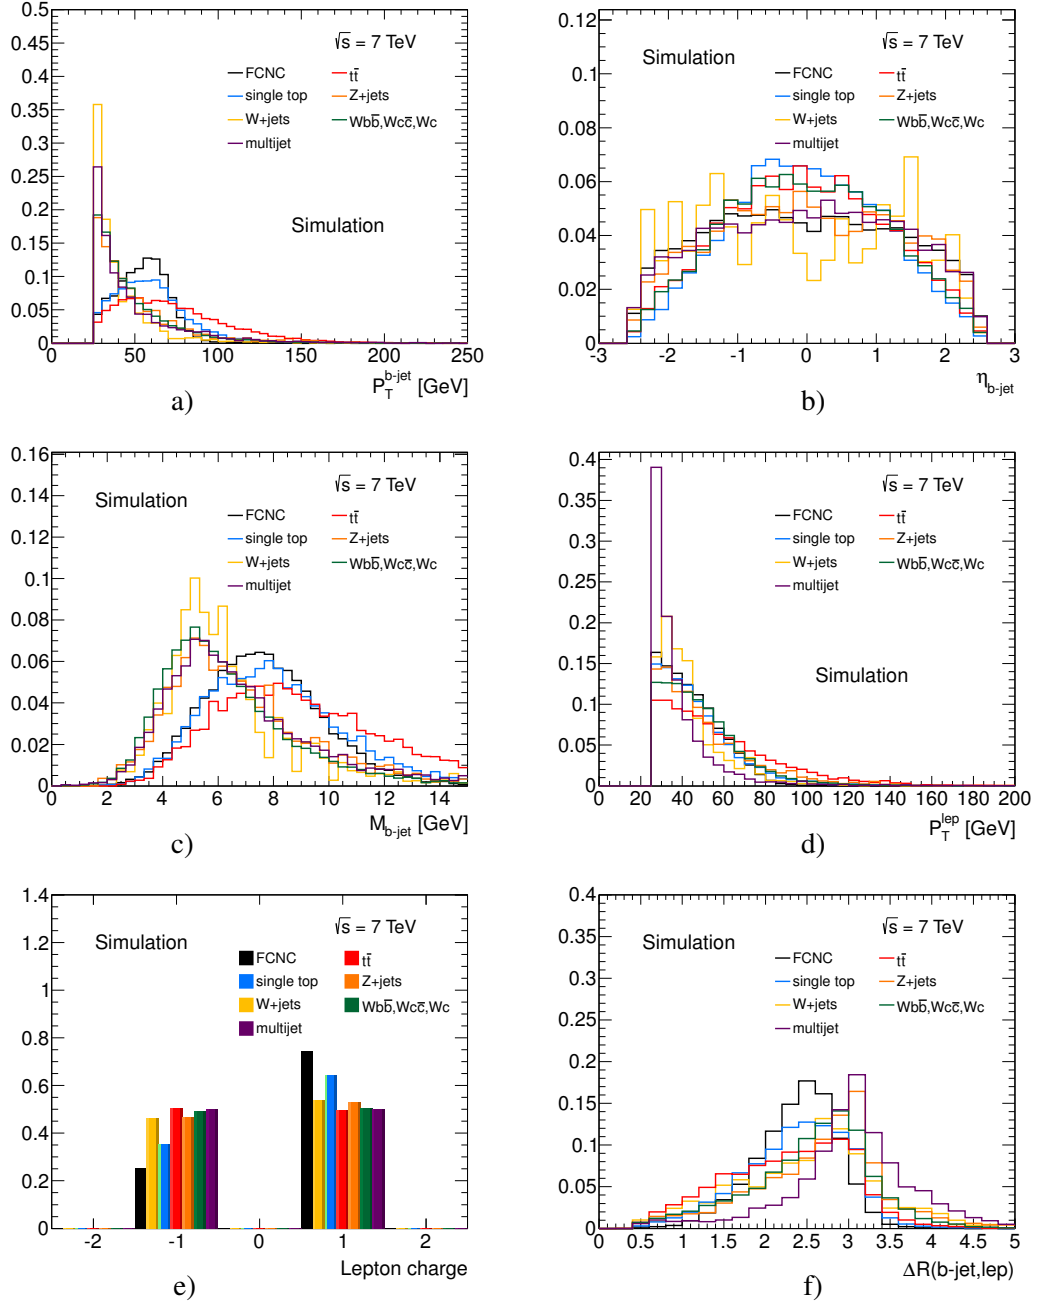 0.5
0.45
0.4
0.35
0.3
0.25
0.2
0.15
0.1
0.05
0
√s = 7 TeV
FCNC
tt̄
single top
Z+jets
W+jets
Wbb̄,Wcc̄,Wc
multijet
Simulation
0 50 100 150 200 250
P_T^b-jet [GeV]
a)
0.12
0.1
0.08
0.06
0.04
0.02
0
√s = 7 TeV
Simulation
FCNC
tt̄
single top
Z+jets
W+jets
Wbb̄,Wcc̄,Wc
multijet
-3 -2 -1 0 1 2 3
η_b-jet
b)
0.16
0.14
0.12
0.1
0.08
0.06
0.04
0.02
0
√s = 7 TeV
Simulation
FCNC
tt̄
single top
Z+jets
W+jets
Wbb̄,Wcc̄,Wc
multijet
0 2 4 6 8 10 12 14
M_b-jet [GeV]
c)
0.4
0.35
0.3
0.25
0.2
0.15
0.1
0.05
0
√s = 7 TeV
FCNC
tt̄
single top
Z+jets
W+jets
Wbb̄,Wcc̄,Wc
multijet
Simulation
0 20 40 60 80 100 120 140 160 180 200
P_T^lep [GeV]
d)
1.4
1.2
1
0.8
0.6
0.4
0.2
0
√s = 7 TeV
Simulation
FCNC
tt̄
single top
Z+jets
W+jets
Wbb̄,Wcc̄,Wc
multijet
-2 -1 0 1 2
Lepton charge
e)
0.4
0.35
0.3
0.25
0.2
0.15
0.1
0.05
0
√s = 7 TeV
Simulation
FCNC
tt̄
single top
Z+jets
W+jets
Wbb̄,Wcc̄,Wc
multijet
0 0.5 1 1.5 2 2.5 3 3.5 4 4.5 5
ΔR(b-jet,lep)
f)